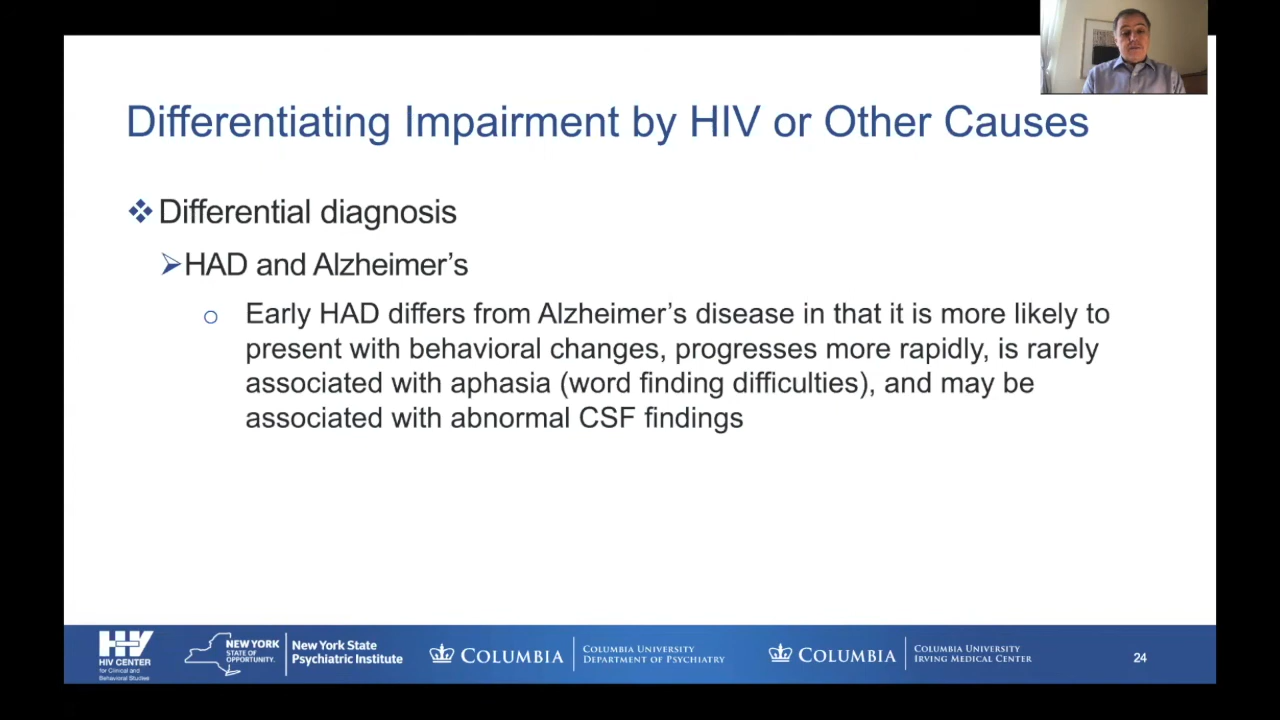 Differentiating Impairment by HIV or Other Causes
Differential diagnosis
HAD and Alzheimer’s
Early HAD differs from Alzheimer’s disease in that it is more likely to
present with behavioral changes, progresses more rapidly, is rarely
associated with aphasia (word finding difficulties), and may be
associated with abnormal CSF findings
HIV
HIV CENTER
for Clinical and
Behavioral Studies
NEW YORK
STATE OF
OPPORTUNITY.
New York State
Psychiatric Institute
COLUMBIA
COLUMBIA UNIVERSITY
DEPARTMENT OF PSYCHIATRY
COLUMBIA
COLUMBIA UNIVERSITY
IRVING MEDICAL CENTER
24